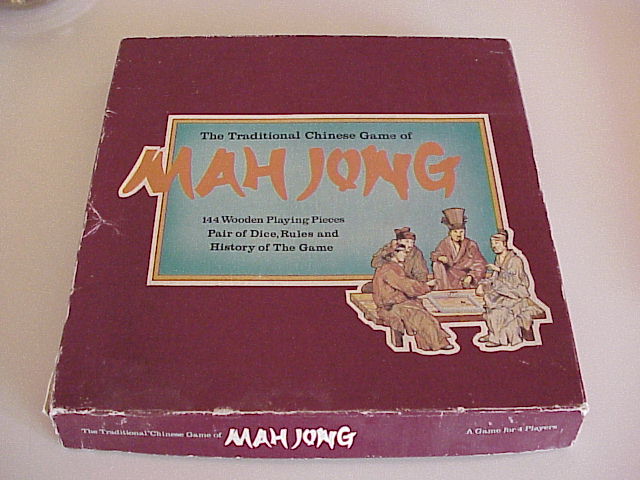 The Traditional Chinese Game of
MAH JONG
144 Wooden Playing Pieces
Pair of Dice, Rules and
History of The Game
The Traditional Chinese Game of MAH JONG A Game for 4 Players